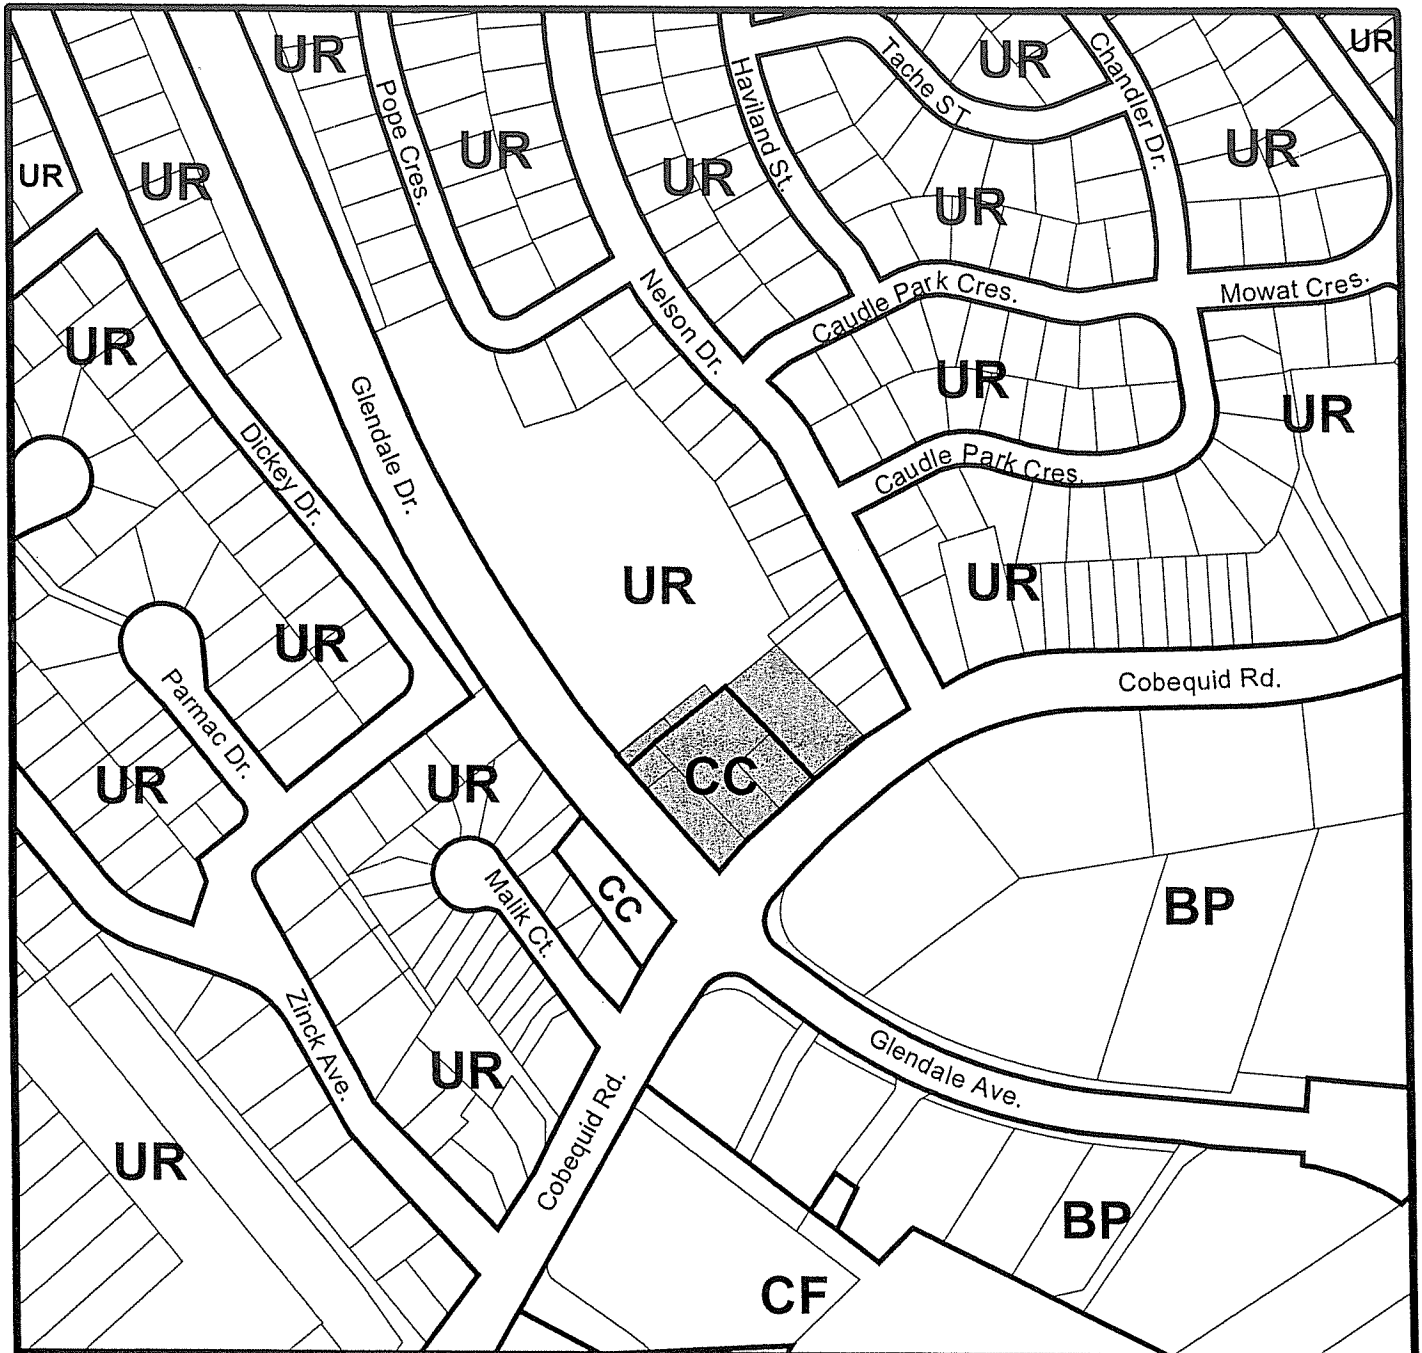 UR
UR
UR
Tache ST
Chandler Dr.
Pope Cres.
Haviland St.
UR
UR
UR
UR
UR
UR
Nelson Dr.
Caudle Park Cres.
Mowat Cres.
UR
Glendale Dr.
UR
UR
Dickey Dr.
Caudle Park Cres.
UR
UR
UR
Parmac Dr.
Cobequid Rd.
UR
UR
CC
Malik Ct.
CC
BP
Zinck Ave.
UR
Glendale Ave.
Cobequid Rd.
UR
BP
CF